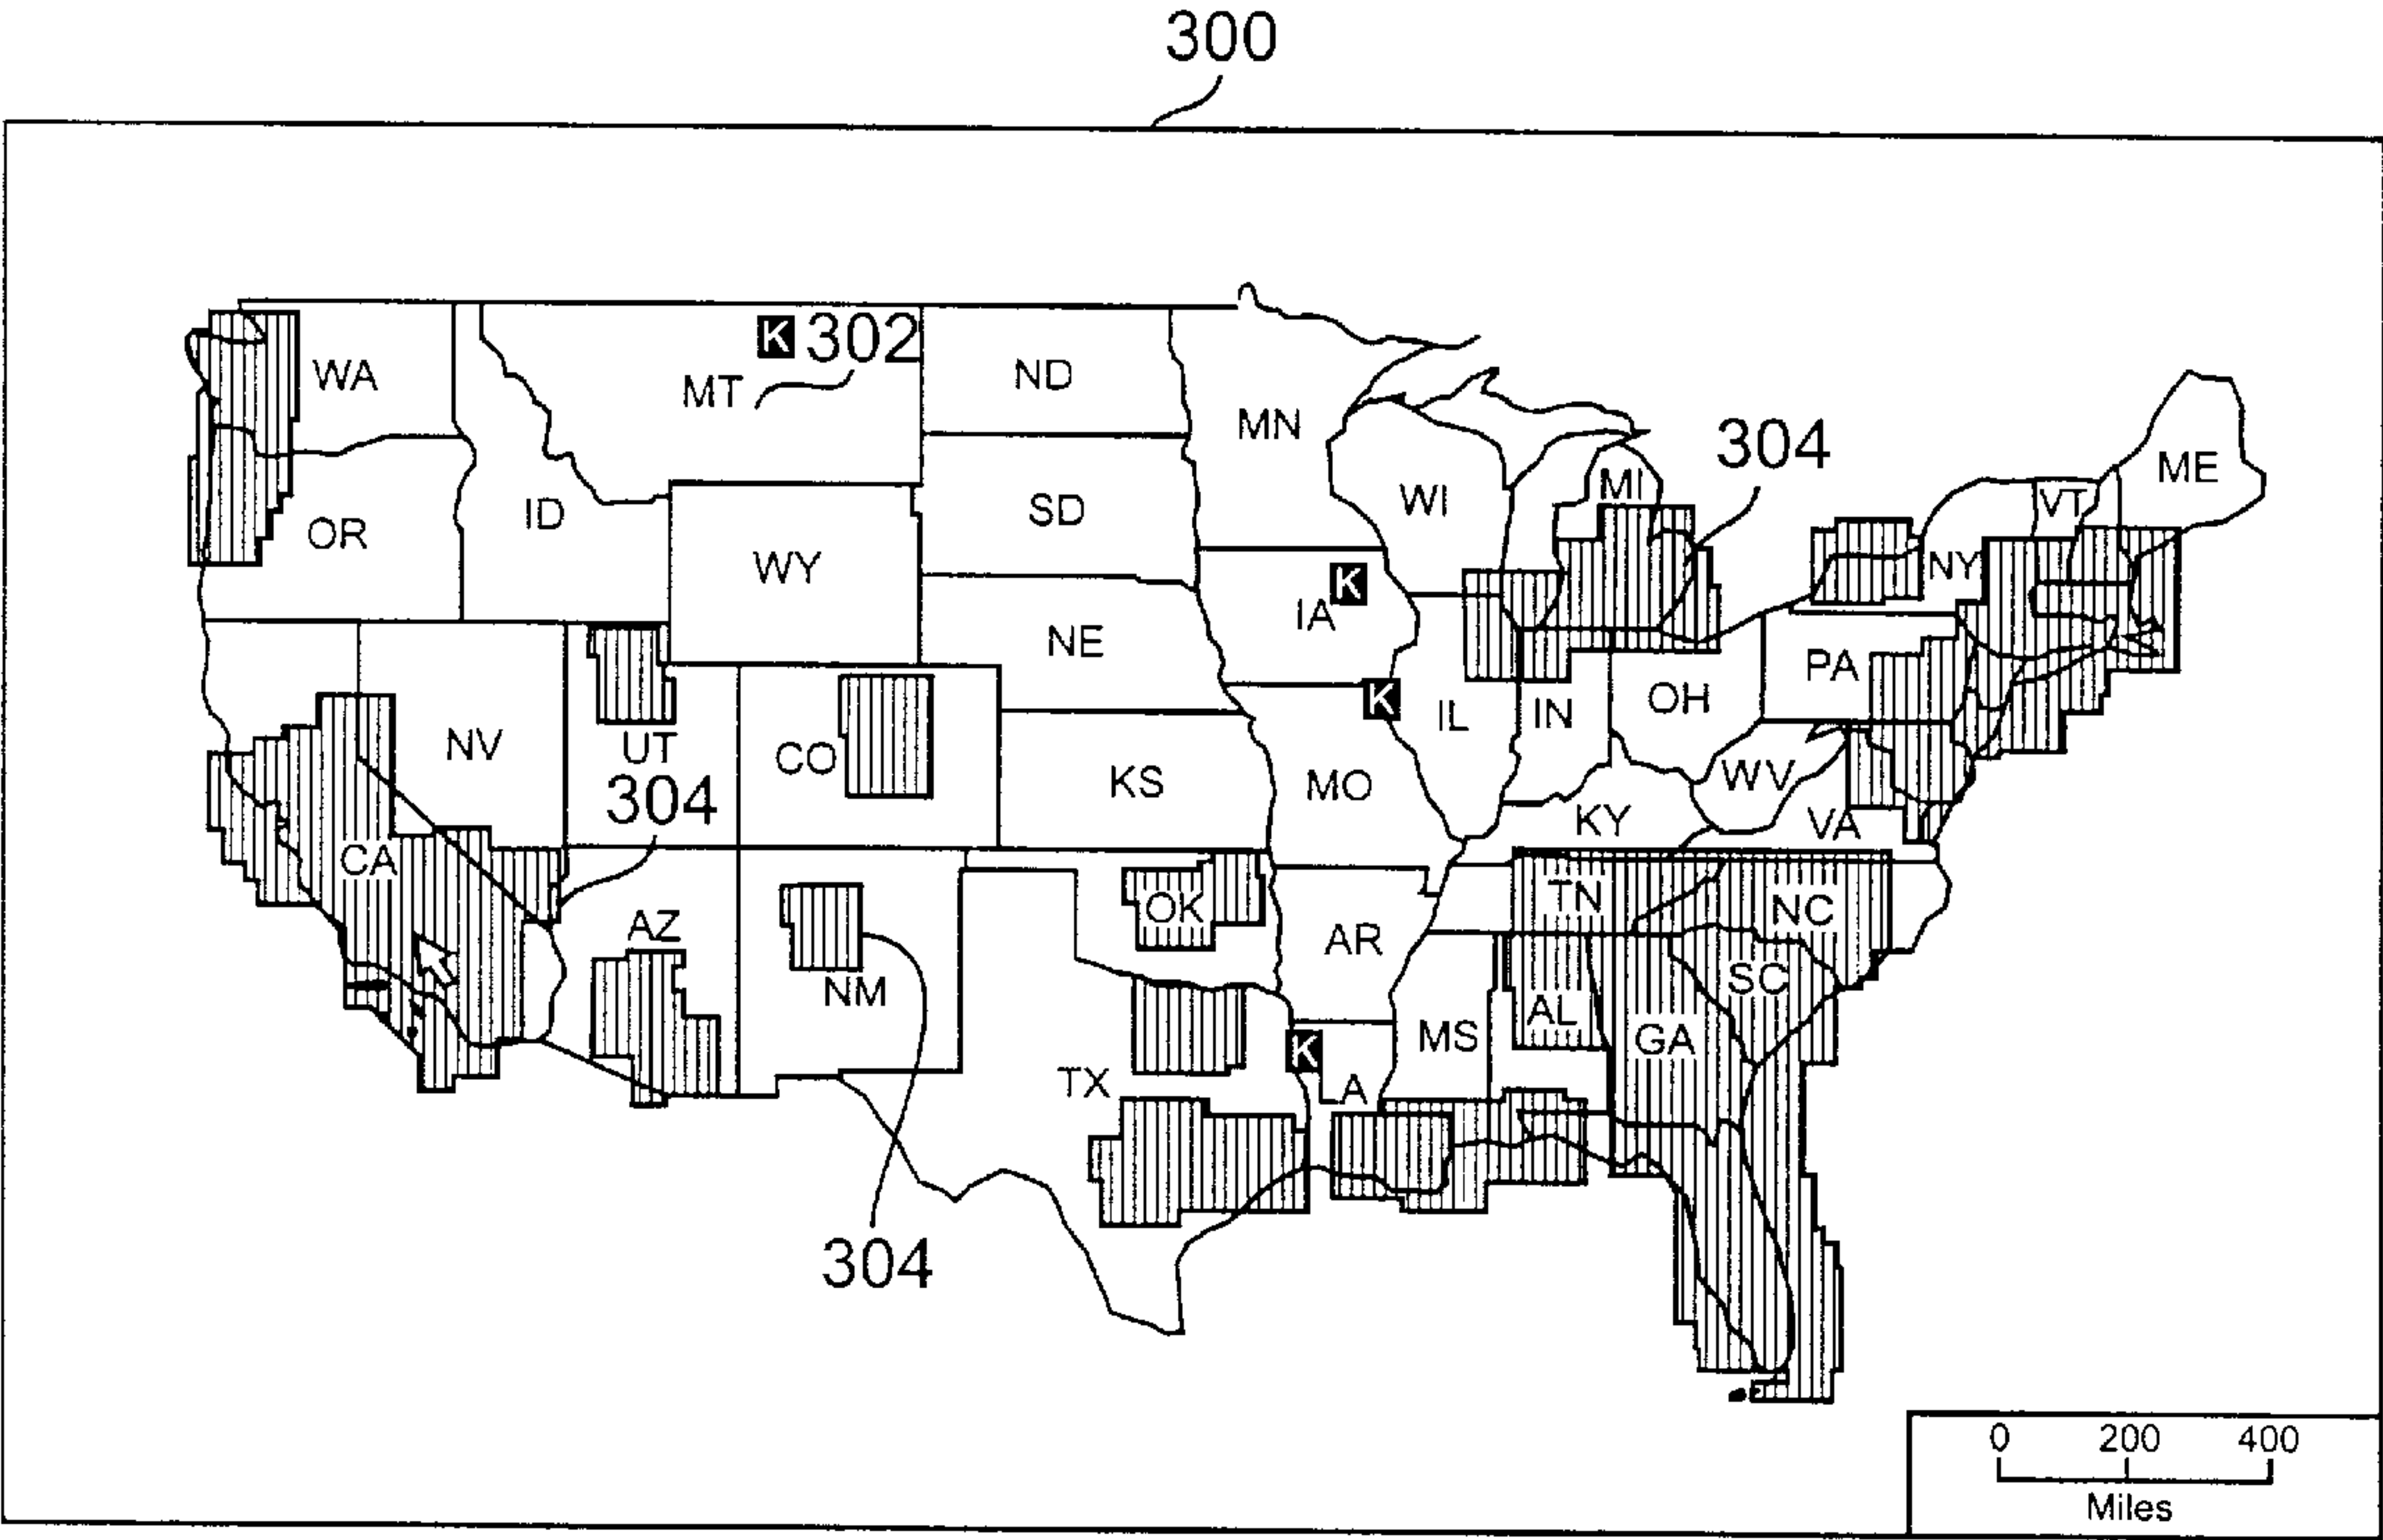 300
K 302
WA
MT
ND
MN
304
ME
MI
VT
WI
ID
SD
OR
NY
WY
K
IA
NE
PA
K
OH
IL
IN
NV
UT
CO
WV
KS
MO
304
KY
VA
CA
TN
OK
NC
AZ
AR
SC
NM
AL
MS
GA
K
TX
LA
304
0 200 400
Miles